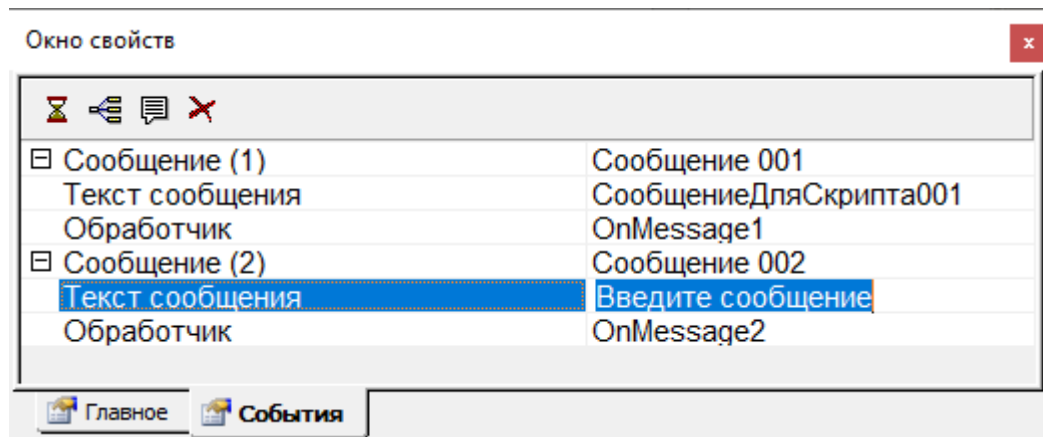 Окно свойств
x
Сообщение (1) Сообщение 001
Текст сообщения СообщениеДляСкрипта001
Обработчик OnMessage1
Сообщение (2) Сообщение 002
Текст сообщения Введите сообщение
Обработчик OnMessage2
Главное События